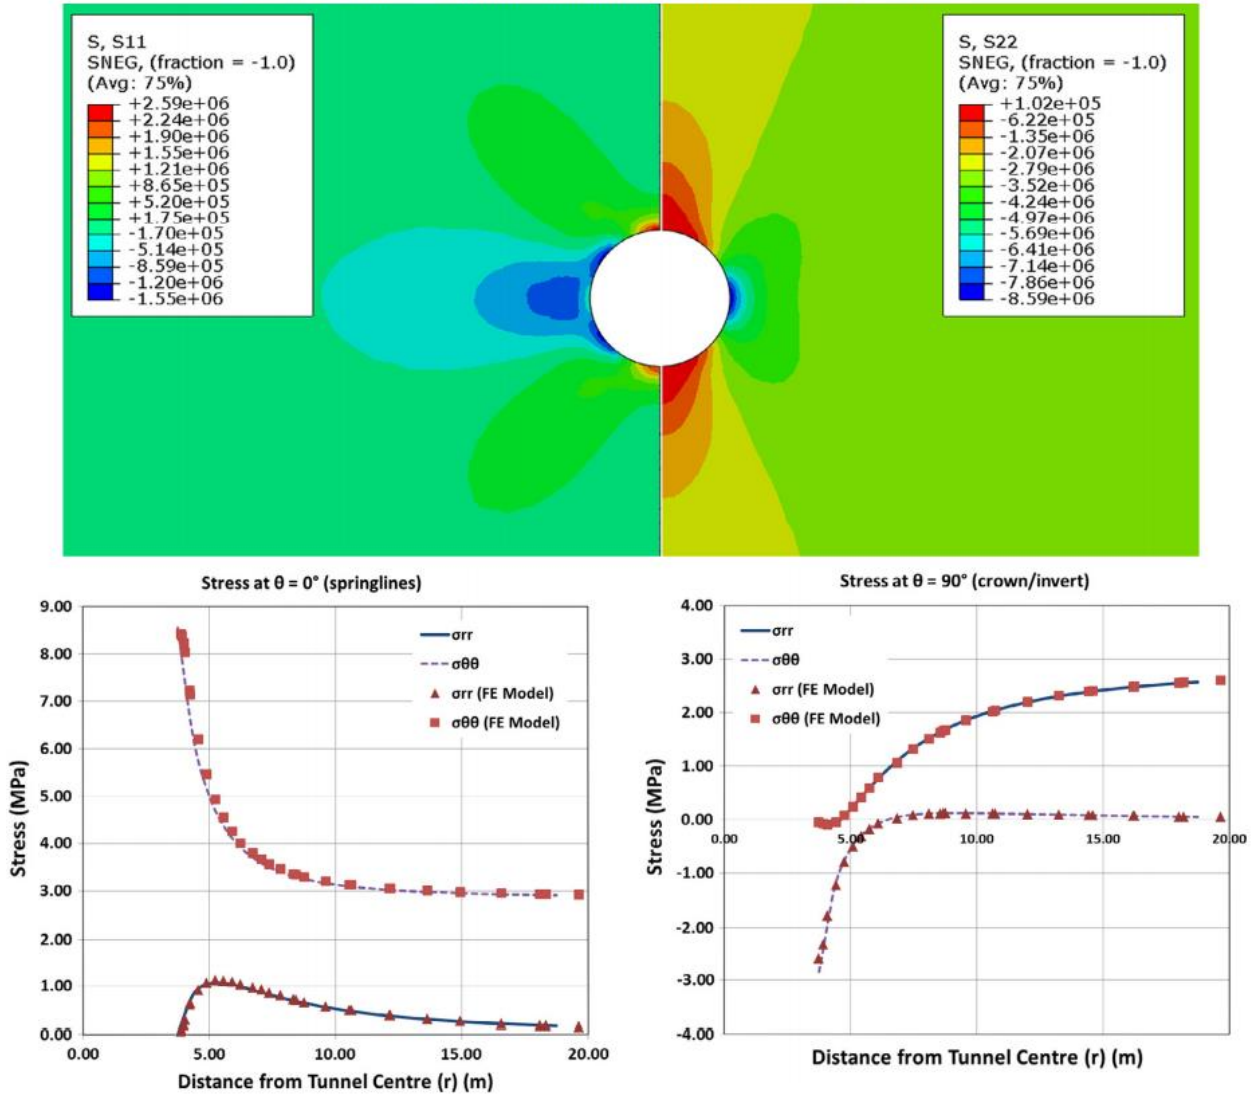 S, S11
SNEG, (fraction = -1.0)
(Avg: 75%)
+2.59e+06
+2.24e+06
+1.90e+06
+1.55e+06
+1.21e+06
+8.65e+05
+5.20e+05
+1.75e+05
-1.70e+05
-5.14e+05
-8.59e+05
-1.20e+06
-1.55e+06
S, S22
SNEG, (fraction = -1.0)
(Avg: 75%)
+1.02e+05
-6.22e+05
-1.35e+06
-2.07e+06
-2.79e+06
-3.52e+06
-4.24e+06
-4.97e+06
-5.69e+06
-6.41e+06
-7.14e+06
-7.86e+06
-8.59e+06
Stress at θ = 0° (springlines)
9.00
8.00
7.00
6.00
5.00
4.00
3.00
2.00
1.00
0.00
Stress (MPa)
σrr
σθθ
σrr (FE Model)
σθθ (FE Model)
0.00 5.00 10.00 15.00 20.00
Distance from Tunnel Centre (r) (m)
Stress at θ = 90° (crown/invert)
4.00
3.00
2.00
1.00
0.00
-1.00
-2.00
-3.00
-4.00
Stress (MPa)
σrr
σθθ
σrr (FE Model)
σθθ (FE Model)
0.00 5.00 10.00 15.00 20.00
Distance from Tunnel Centre (r) (m)